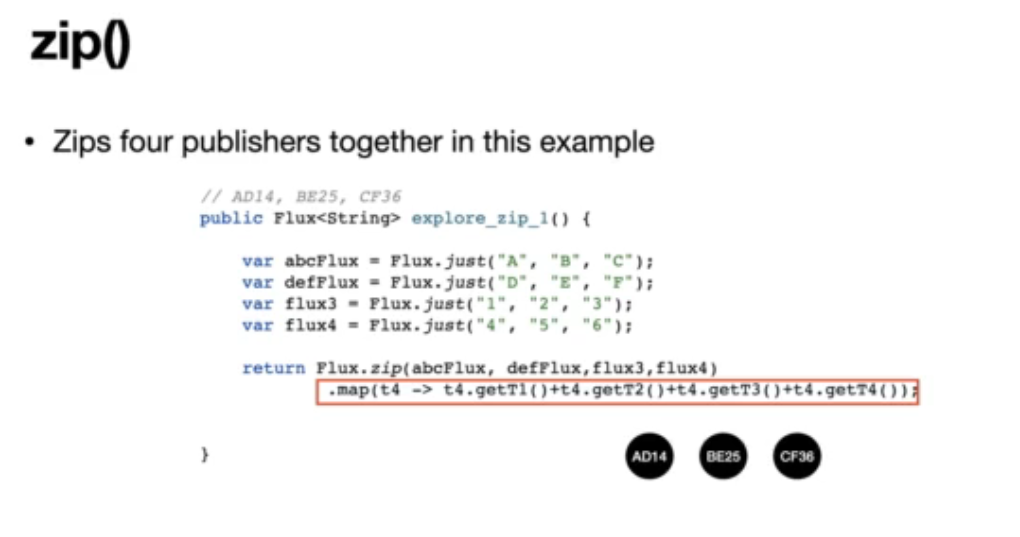 zip()
• Zips four publishers together in this example
// AD14, BE25, CF36
public Flux<String> explore_zip_1() {
var abcFlux = Flux.just("A", "B", "C");
var defFlux = Flux.just("D", "E", "F");
var flux3 = Flux.just("1", "2", "3");
var flux4 = Flux.just("4", "5", "6");
return Flux.zip(abcFlux, defFlux,flux3,flux4)
.map(t4 -> t4.getT1()+t4.getT2()+t4.getT3()+t4.getT4());
}
AD14 BE25 CF36